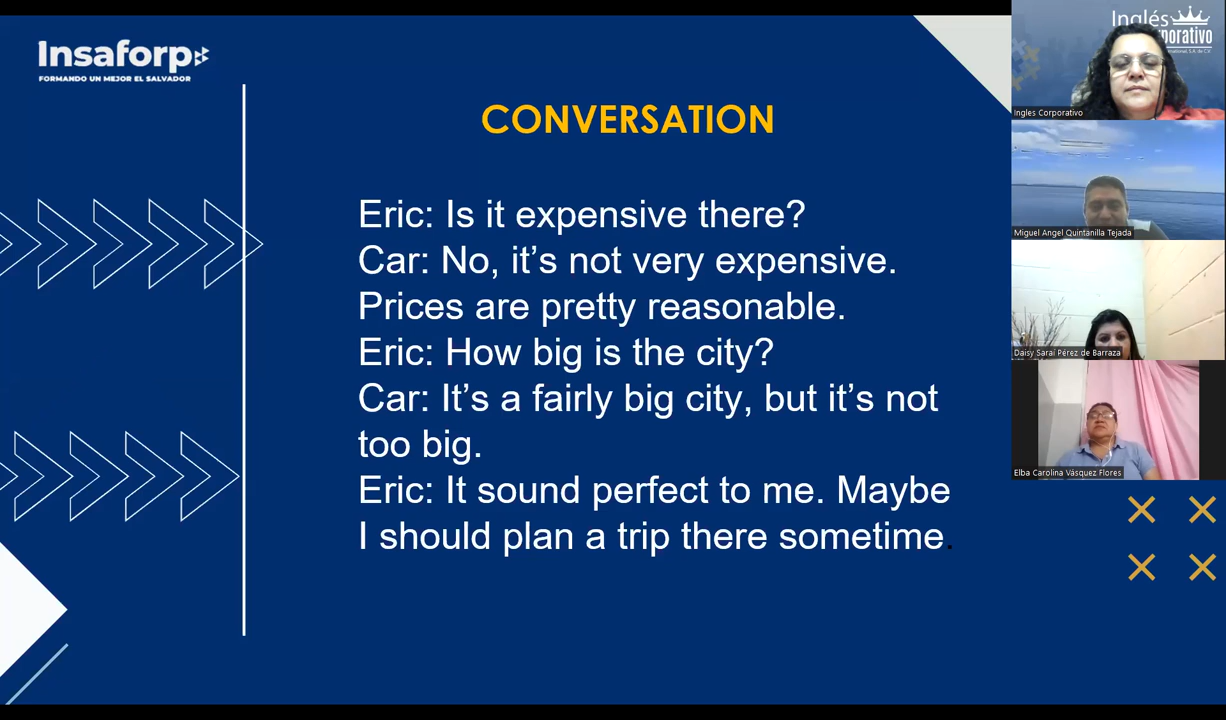 Insaforp
FORMANDO UN MEJOR EL SALVADOR
CONVERSATION
Eric: Is it expensive there?
Car: No, it’s not very expensive.
Prices are pretty reasonable.
Eric: How big is the city?
Car: It’s a fairly big city, but it’s not
too big.
Eric: It sound perfect to me. Maybe
I should plan a trip there sometime.
Inglés
Ingles Corporativo
Miguel Angel Quintanilla Tejada
Daisy Saraí Pérez de Barraza
Elba Carolina Vásquez Flores